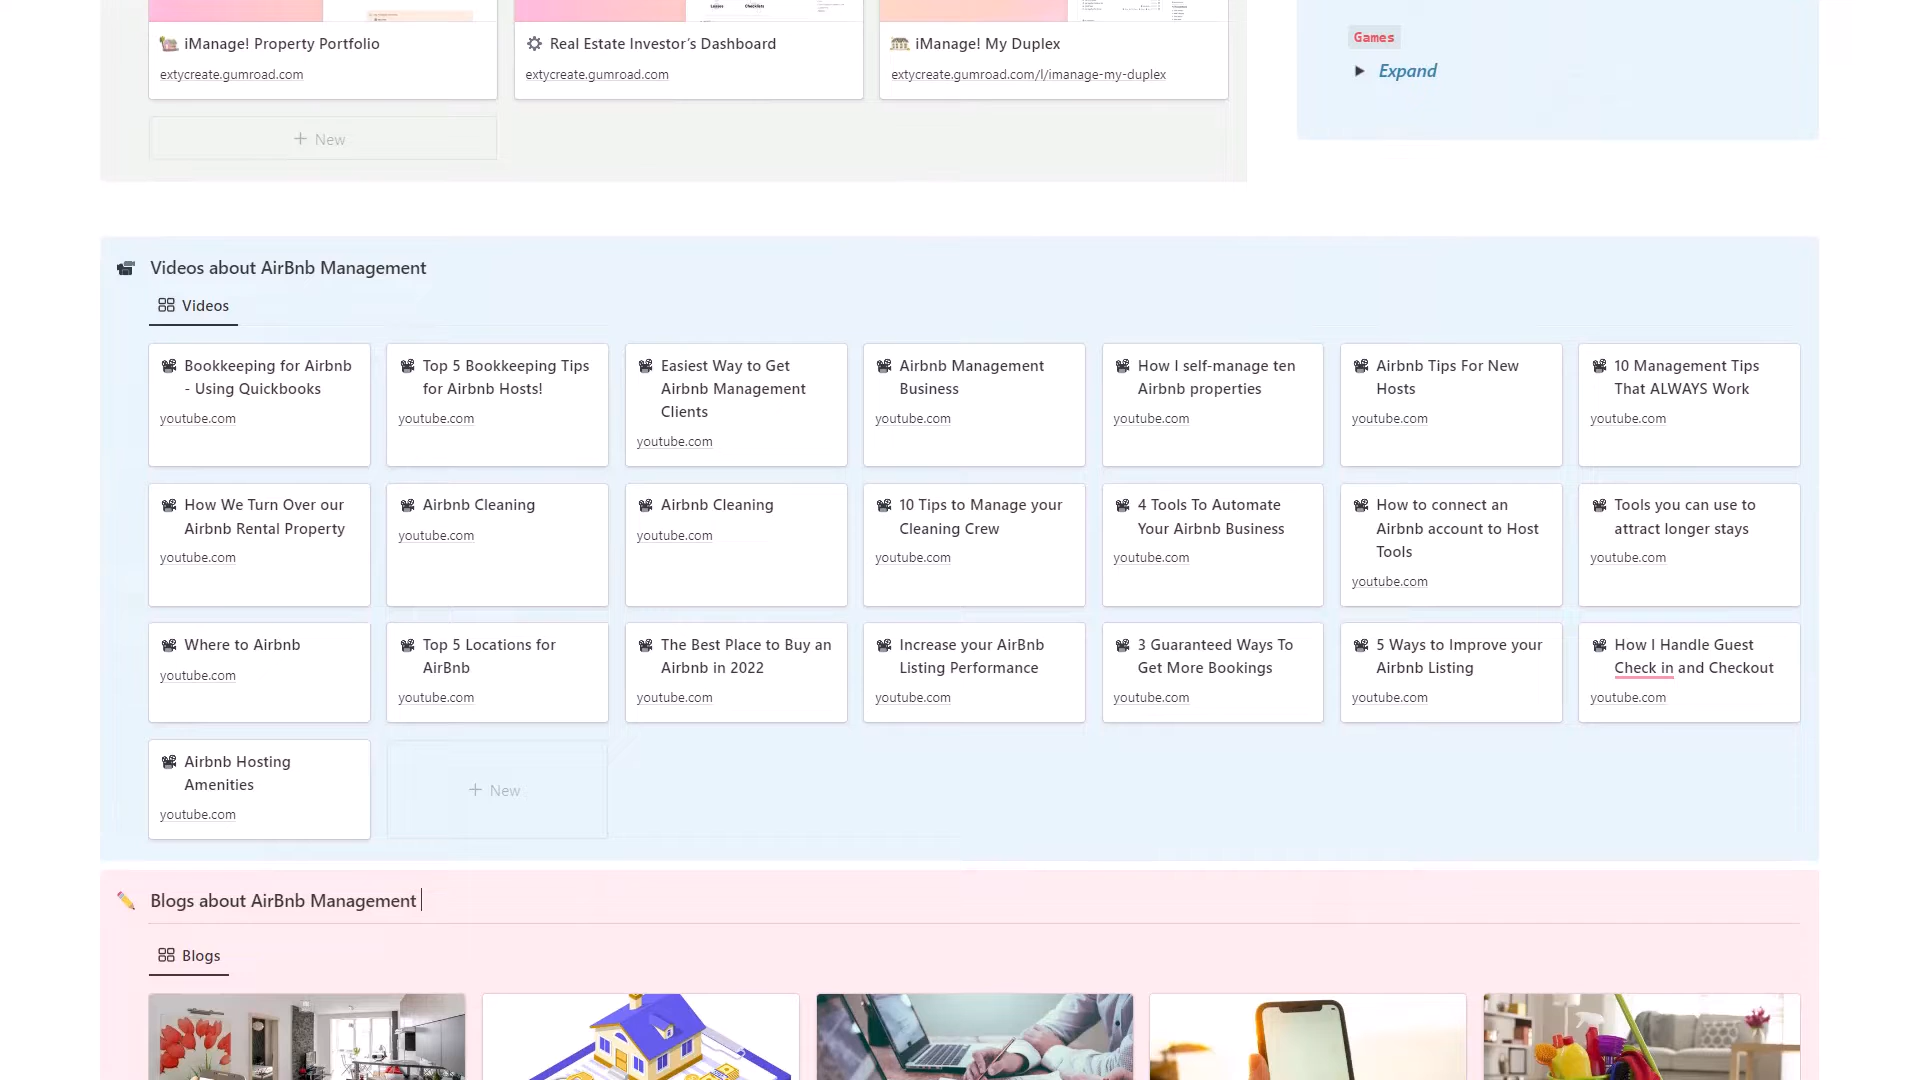 iManage! Property Portfolio
extycreate.gumroad.com
Real Estate Investor’s Dashboard
extycreate.gumroad.com
iManage! My Duplex
extycreate.gumroad.com/l/imanage-my-duplex
+ New
Games
Expand
Videos about AirBnb Management
Videos
Bookkeeping for Airbnb
- Using Quickbooks
youtube.com
Top 5 Bookkeeping Tips
for Airbnb Hosts!
youtube.com
Easiest Way to Get
Airbnb Management
Clients
youtube.com
Airbnb Management
Business
youtube.com
How I self-manage ten
Airbnb properties
youtube.com
Airbnb Tips For New
Hosts
youtube.com
10 Management Tips
That ALWAYS Work
youtube.com
How We Turn Over our
Airbnb Rental Property
youtube.com
Airbnb Cleaning
youtube.com
Airbnb Cleaning
youtube.com
10 Tips to Manage your
Cleaning Crew
youtube.com
4 Tools To Automate
Your Airbnb Business
youtube.com
How to connect an
Airbnb account to Host
Tools
youtube.com
Tools you can use to
attract longer stays
youtube.com
Where to Airbnb
youtube.com
Top 5 Locations for
AirBnb
youtube.com
The Best Place to Buy an
Airbnb in 2022
youtube.com
Increase your AirBnb
Listing Performance
youtube.com
3 Guaranteed Ways To
Get More Bookings
youtube.com
5 Ways to Improve your
Airbnb Listing
youtube.com
How I Handle Guest
Check in and Checkout
youtube.com
Airbnb Hosting
Amenities
youtube.com
+ New
Blogs about AirBnb Management
Blogs